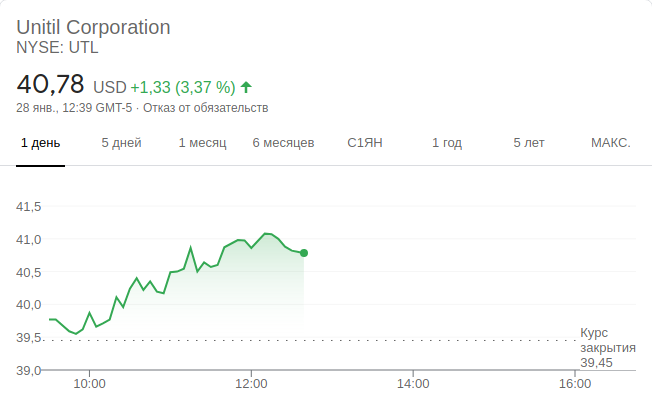 Unitil Corporation
NYSE: UTL
40,78 USD +1,33 (3,37 %)
28 янв., 12:39 GMT-5 · Отказ от обязательств
1 день 5 дней 1 месяц 6 месяцев С1ЯН 1 год 5 лет МАКС.
41,5
41,0
40,5
40,0
39,5
Курс
закрытия
39,45
39,0
10:00 12:00 14:00 16:00